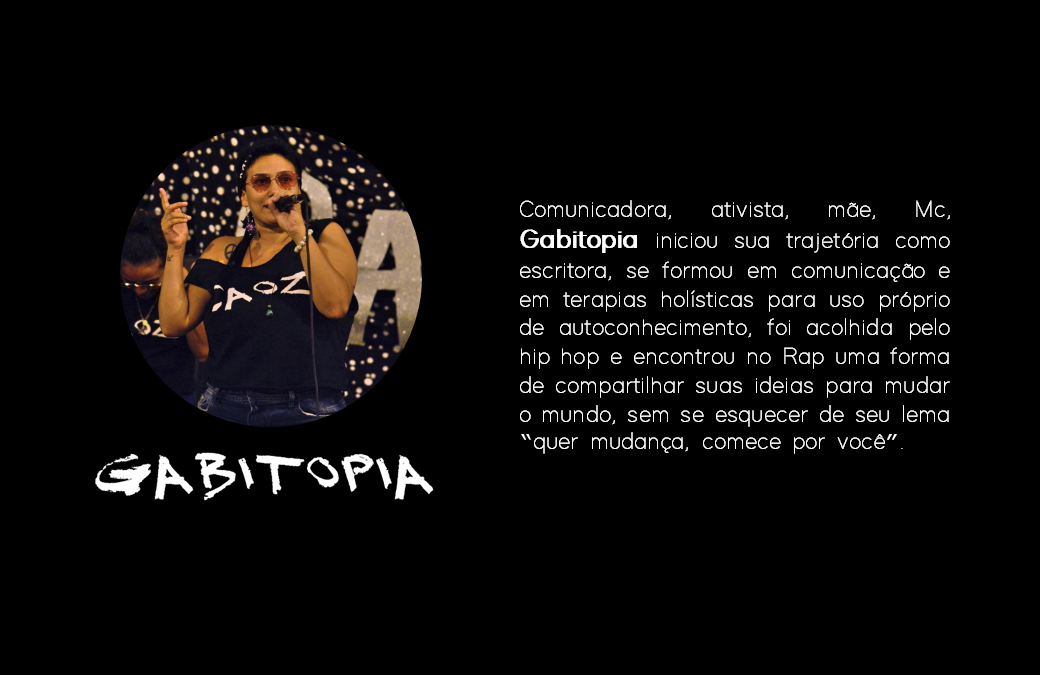 CAOZ
OZ
GABITOPIA
Comunicadora, ativista, mãe, Mc,
Gabitopia iniciou sua trajetória como
escritora, se formou em comunicação e
em terapias holísticas para uso próprio
de autoconhecimento, foi acolhida pelo
hip hop e encontrou no Rap uma forma
de compartilhar suas ideias para mudar
o mundo, sem se esquecer de seu lema
“quer mudança, comece por você”.